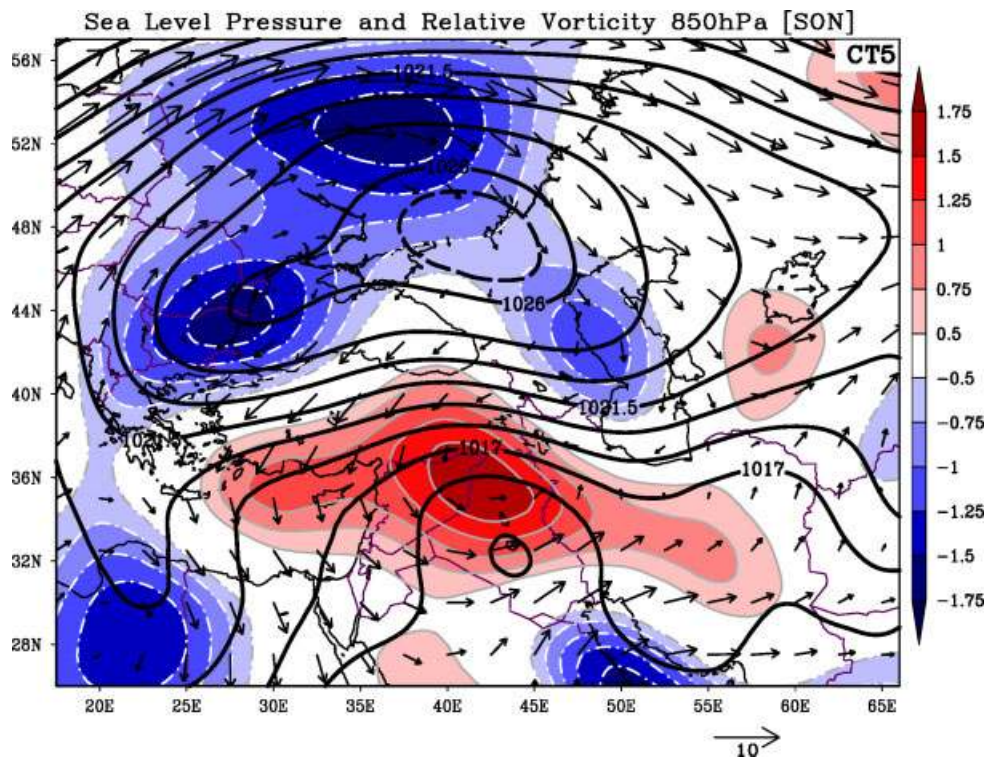 Sea Level Pressure and Relative Vorticity 850hPa [SON]
CT5
56N
52N
48N
44N
40N
36N
32N
28N
1021.5
1026
1026
1021.5
1021.5
1017
1017
20E 25E 30E 35E 40E 45E 50E 55E 60E 65E
1.75
1.5
1.25
1
0.75
0.5
-0.5
-0.75
-1
-1.25
-1.5
-1.75
10